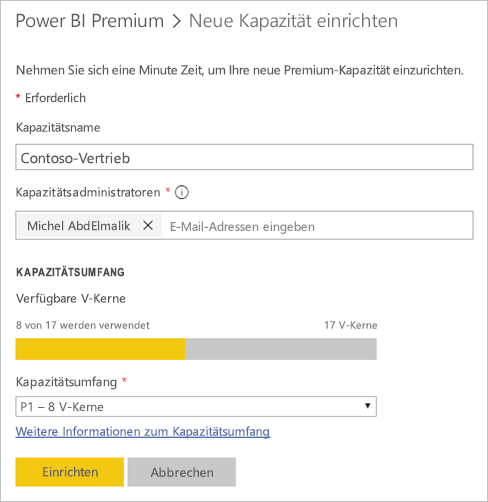 Power BI Premium > Neue Kapazität einrichten
Nehmen Sie sich eine Minute Zeit, um Ihre neue Premium-Kapazität einzurichten.
* Erforderlich
Kapazitätsname
Contoso-Vertrieb
Kapazitätsadministratoren *
Michel AbdElmalik E-Mail-Adressen eingeben
KAPAZITÄTSUMFANG
Verfügbare V-Kerne
8 von 17 werden verwendet 17 V-Kerne
Kapazitätsumfang *
P1 – 8 V-Kerne
Weitere Informationen zum Kapazitätsumfang
Einrichten Abbrechen